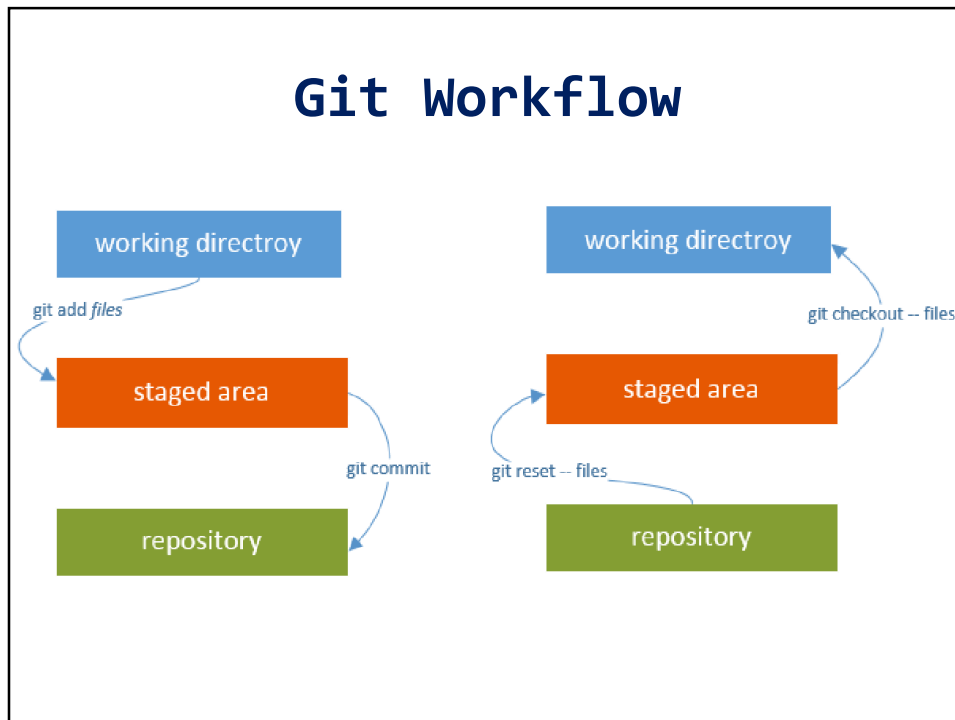 Git Workflow
working directroy
git add files
staged area
git commit
repository
working directroy
git checkout -- files
staged area
git reset -- files
repository